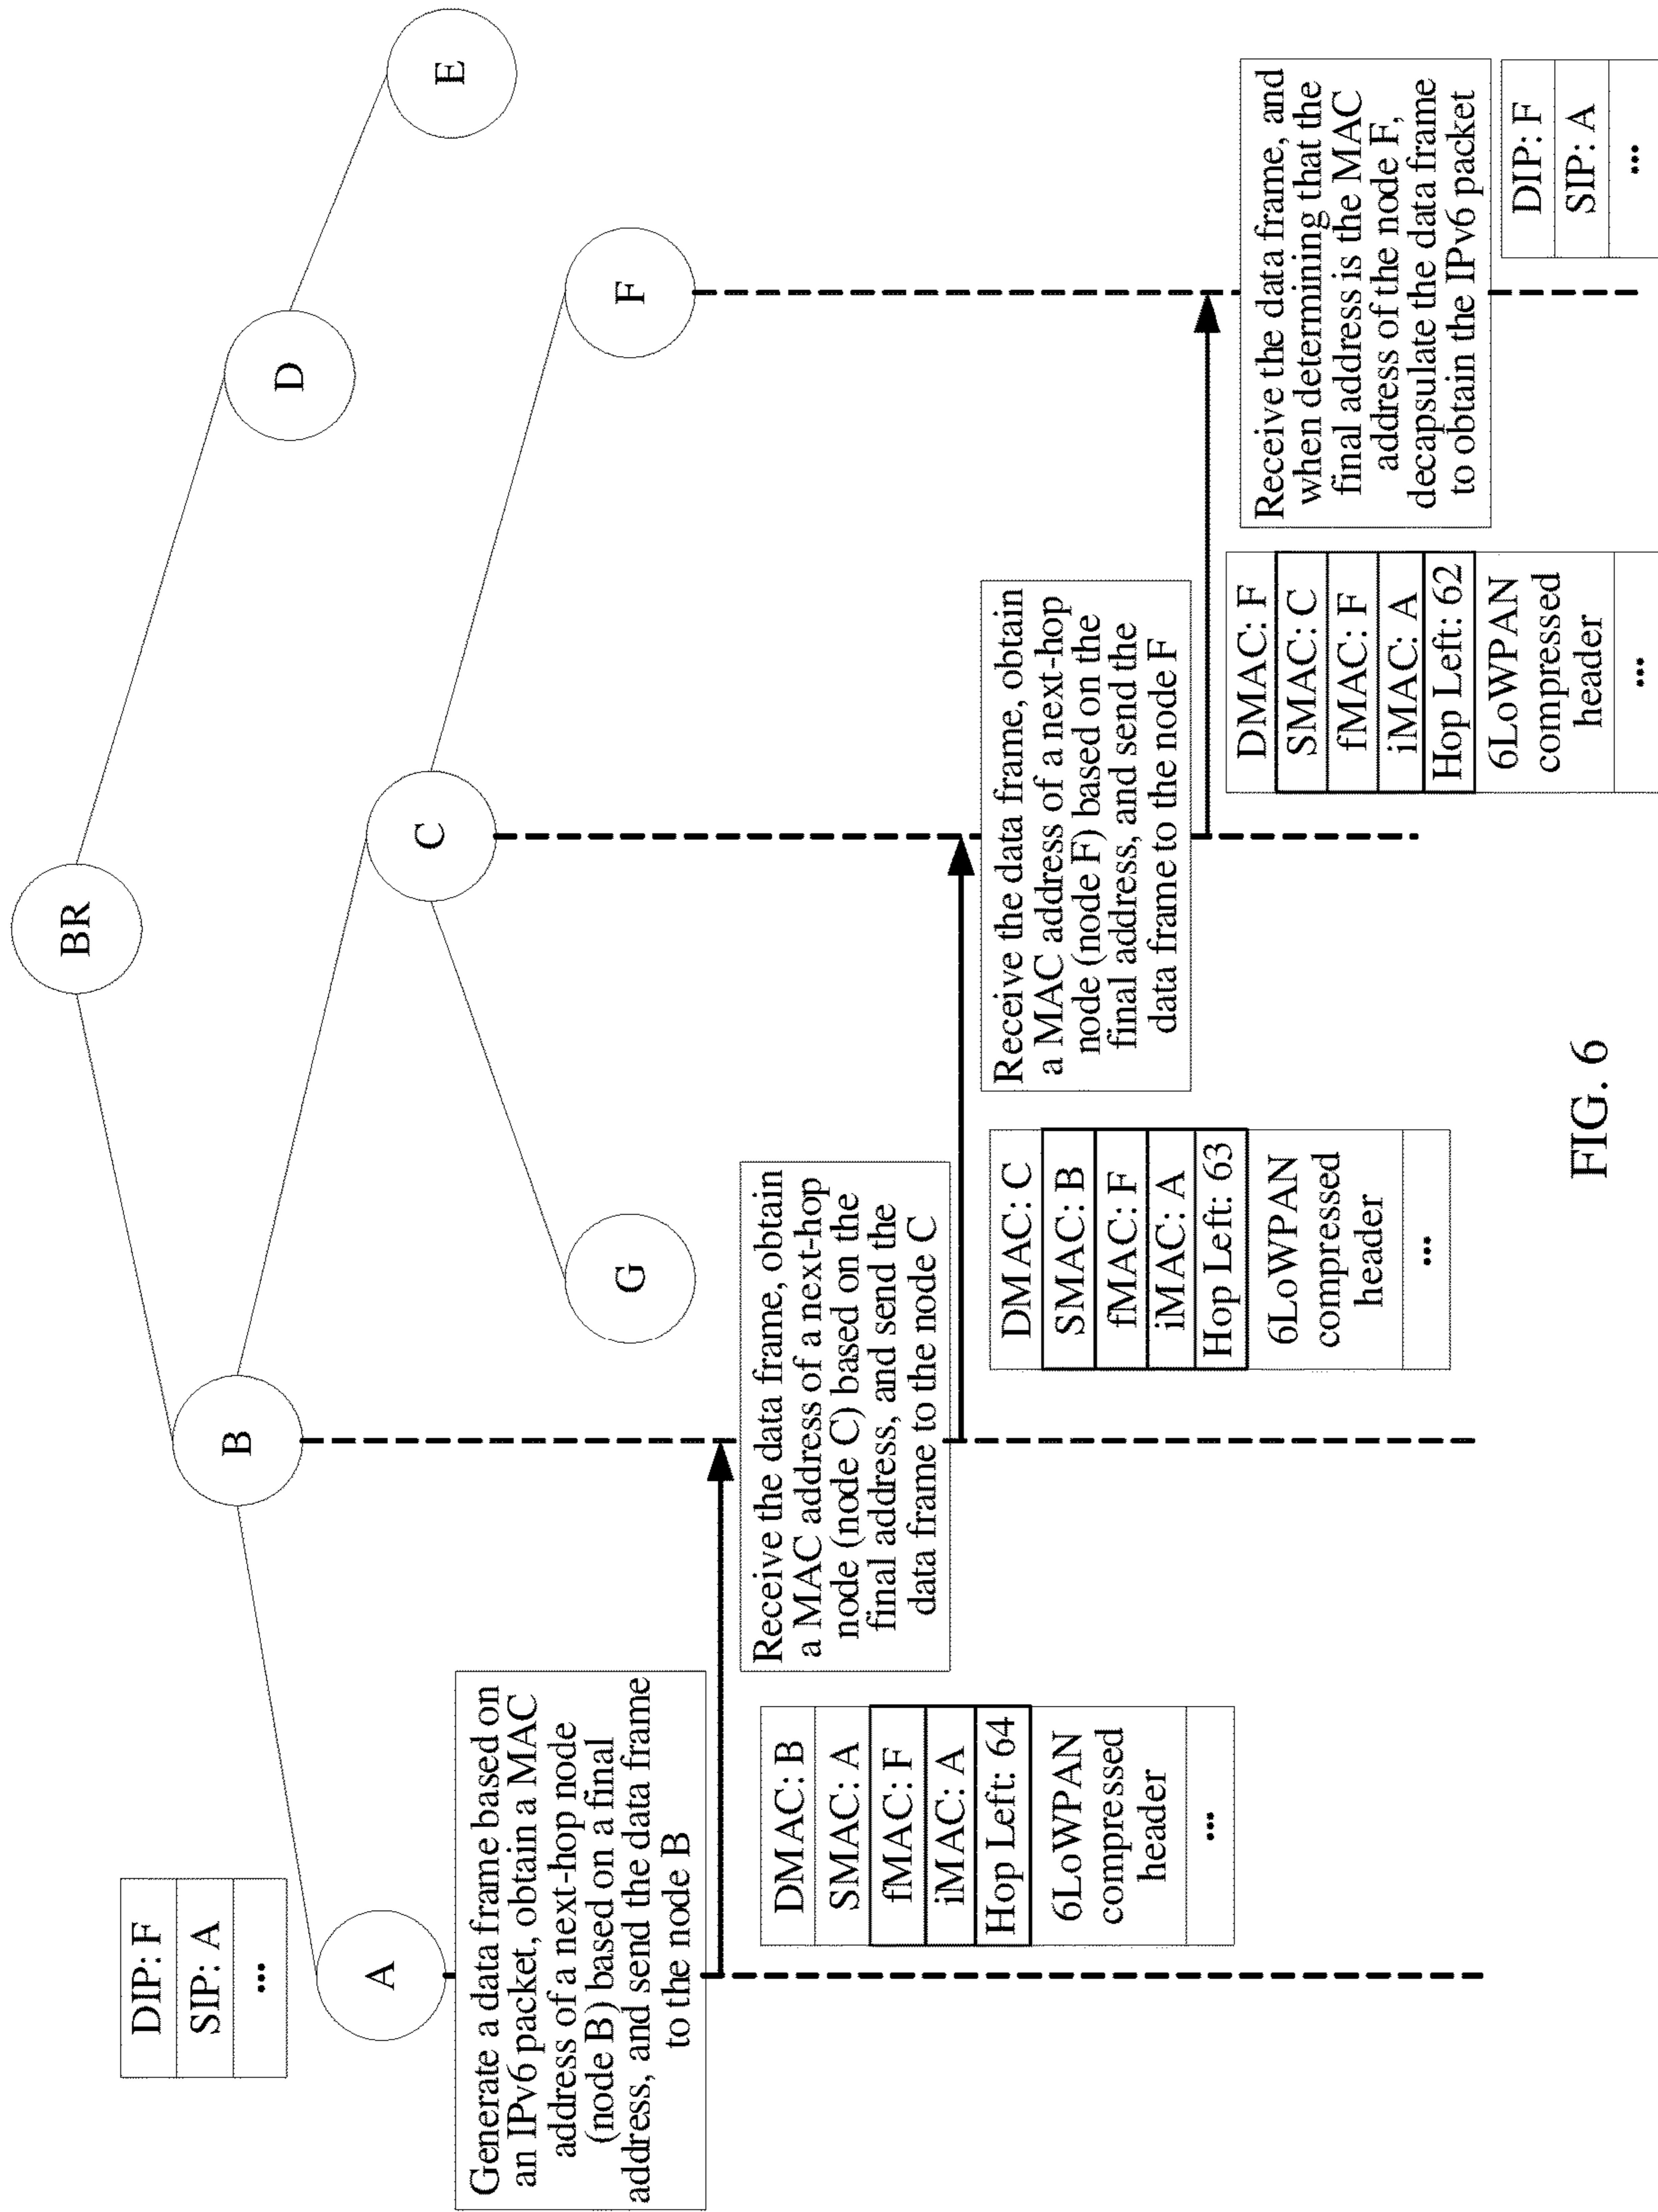 BR
B
D
A
C
E
G
F
DIP: F
SIP: A
...
Generate a data frame based on
an IPv6 packet, obtain a MAC
address of a next-hop node
(node B) based on a final
address, and send the data frame
to the node B
DMAC: B
SMAC: A
fMAC: F
iMAC: A
Hop Left: 64
6LoWPAN
compressed
header
...
Receive the data frame, obtain
a MAC address of a next-hop
node (node C) based on the
final address, and send the
data frame to the node C
DMAC: C
SMAC: B
fMAC: F
iMAC: A
Hop Left: 63
6LoWPAN
compressed
header
...
Receive the data frame, obtain
a MAC address of a next-hop
node (node F) based on the
final address, and send the
data frame to the node F
DMAC: F
SMAC: C
fMAC: F
iMAC: A
Hop Left: 62
6LoWPAN
compressed
header
...
Receive the data frame, and
when determining that the
final address is the MAC
address of the node F,
decapsulate the data frame
to obtain the IPv6 packet
DIP: F
SIP: A
...
FIG. 6